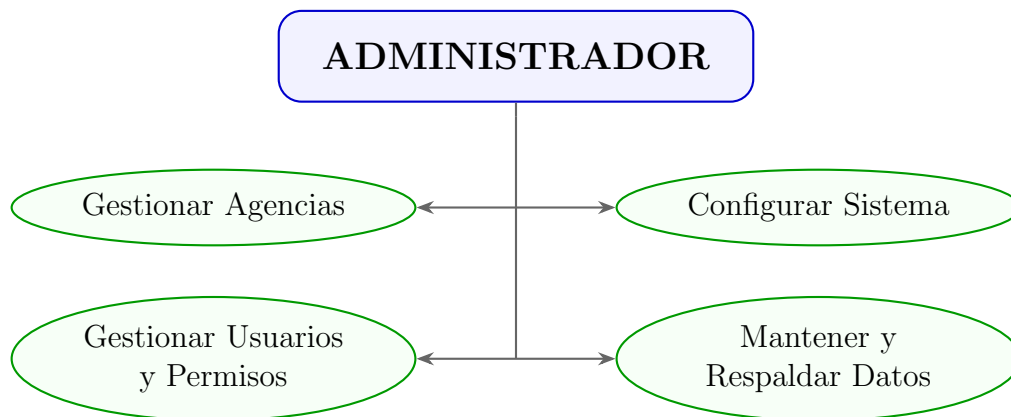 ADMINISTRADOR
Gestionar Agencias
Configurar Sistema
Gestionar Usuarios
y Permisos
Mantener y
Respaldar Datos